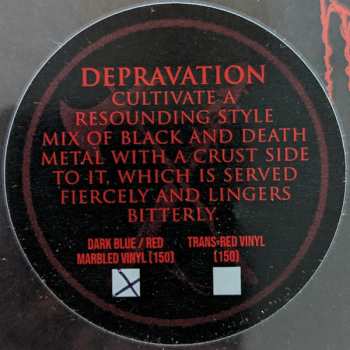 DEPRAVATION
CULTIVATE A
RESOUNDING STYLE
MIX OF BLACK AND DEATH
METAL WITH A CRUST SIDE
TO IT, WHICH IS SERVED
FIERCELY AND LINGERS
BITTERLY.
DARK BLUE / RED TRANS-RED VINYL
MARBLED VINYL [150) (150)